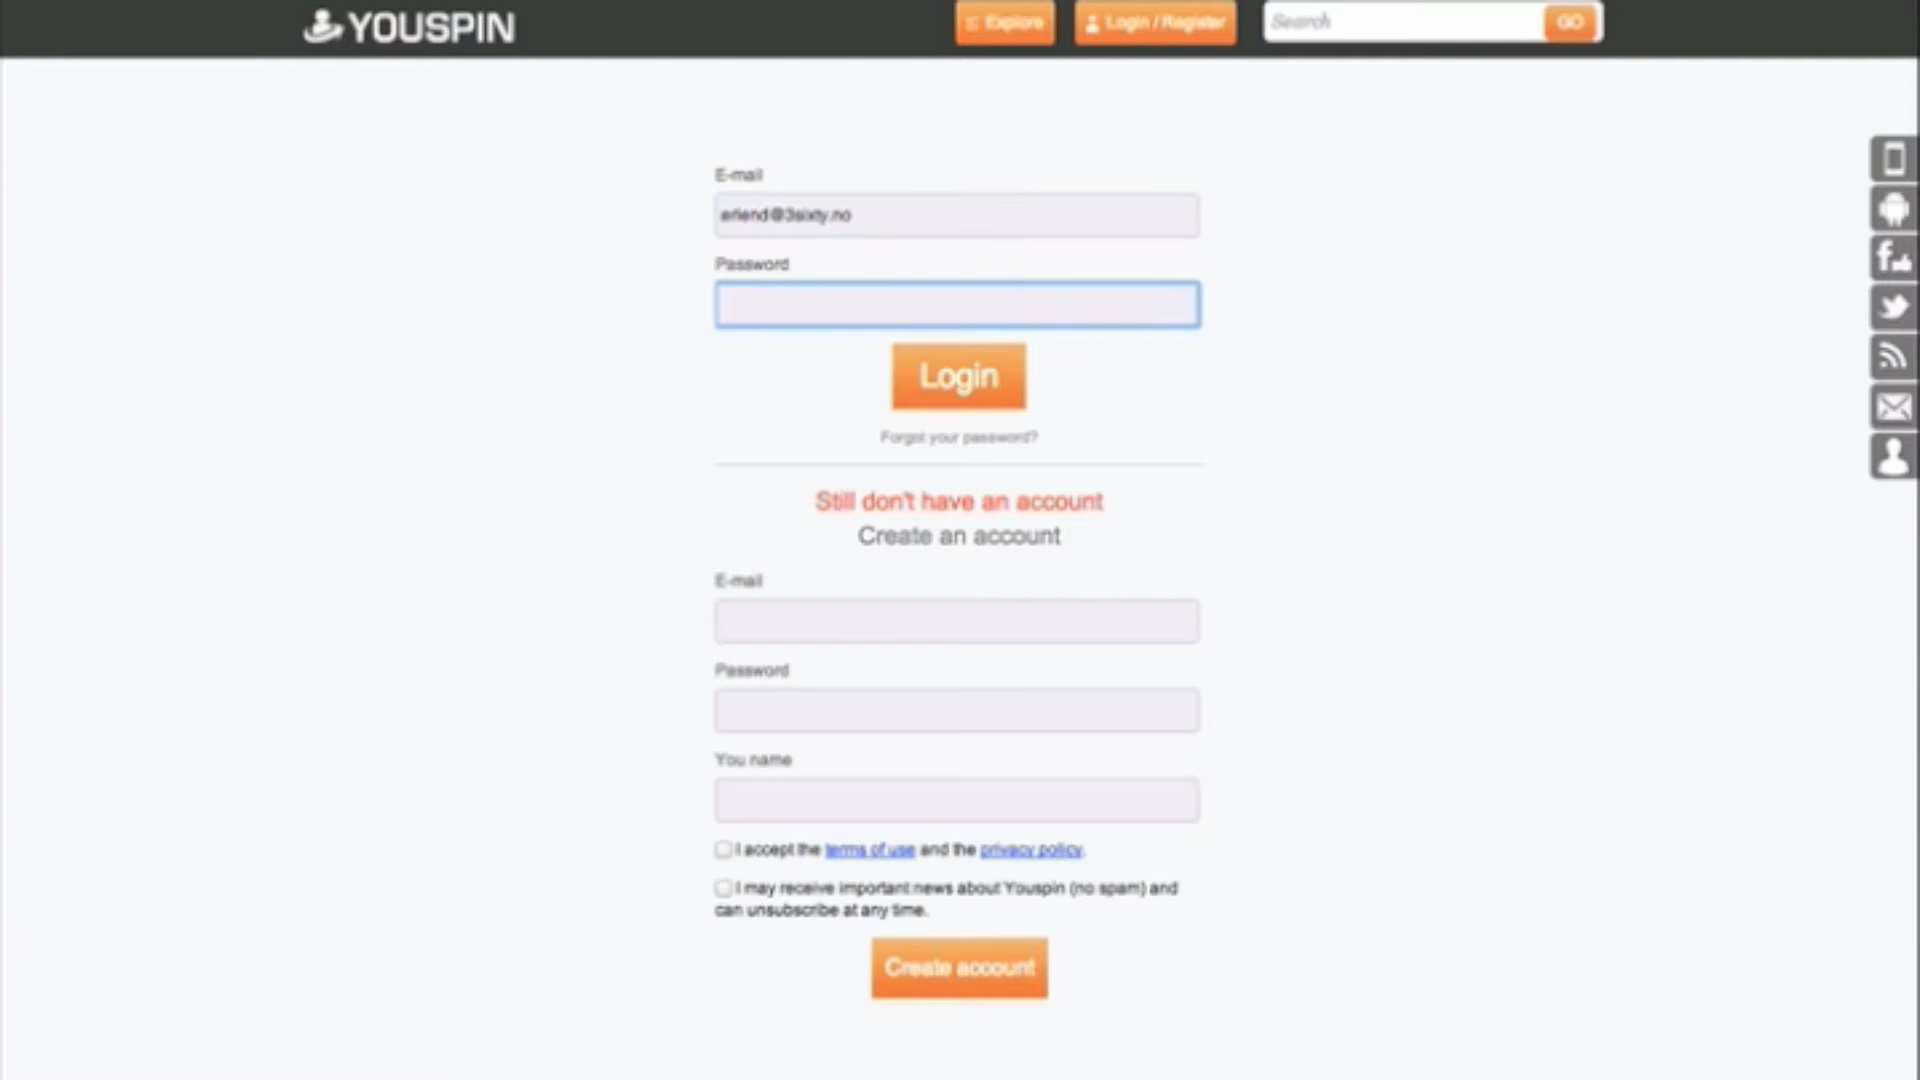 YOUSPIN
Explore
Login / Register
Search
GO
E-mail
erlend@3sixty.no
Password
Login
Forgot your password?
Still don't have an account
Create an account
E-mail
Password
You name
I accept the terms of use and the privacy policy.
I may receive important news about Youspin (no spam) and
can unsubscribe at any time.
Create account